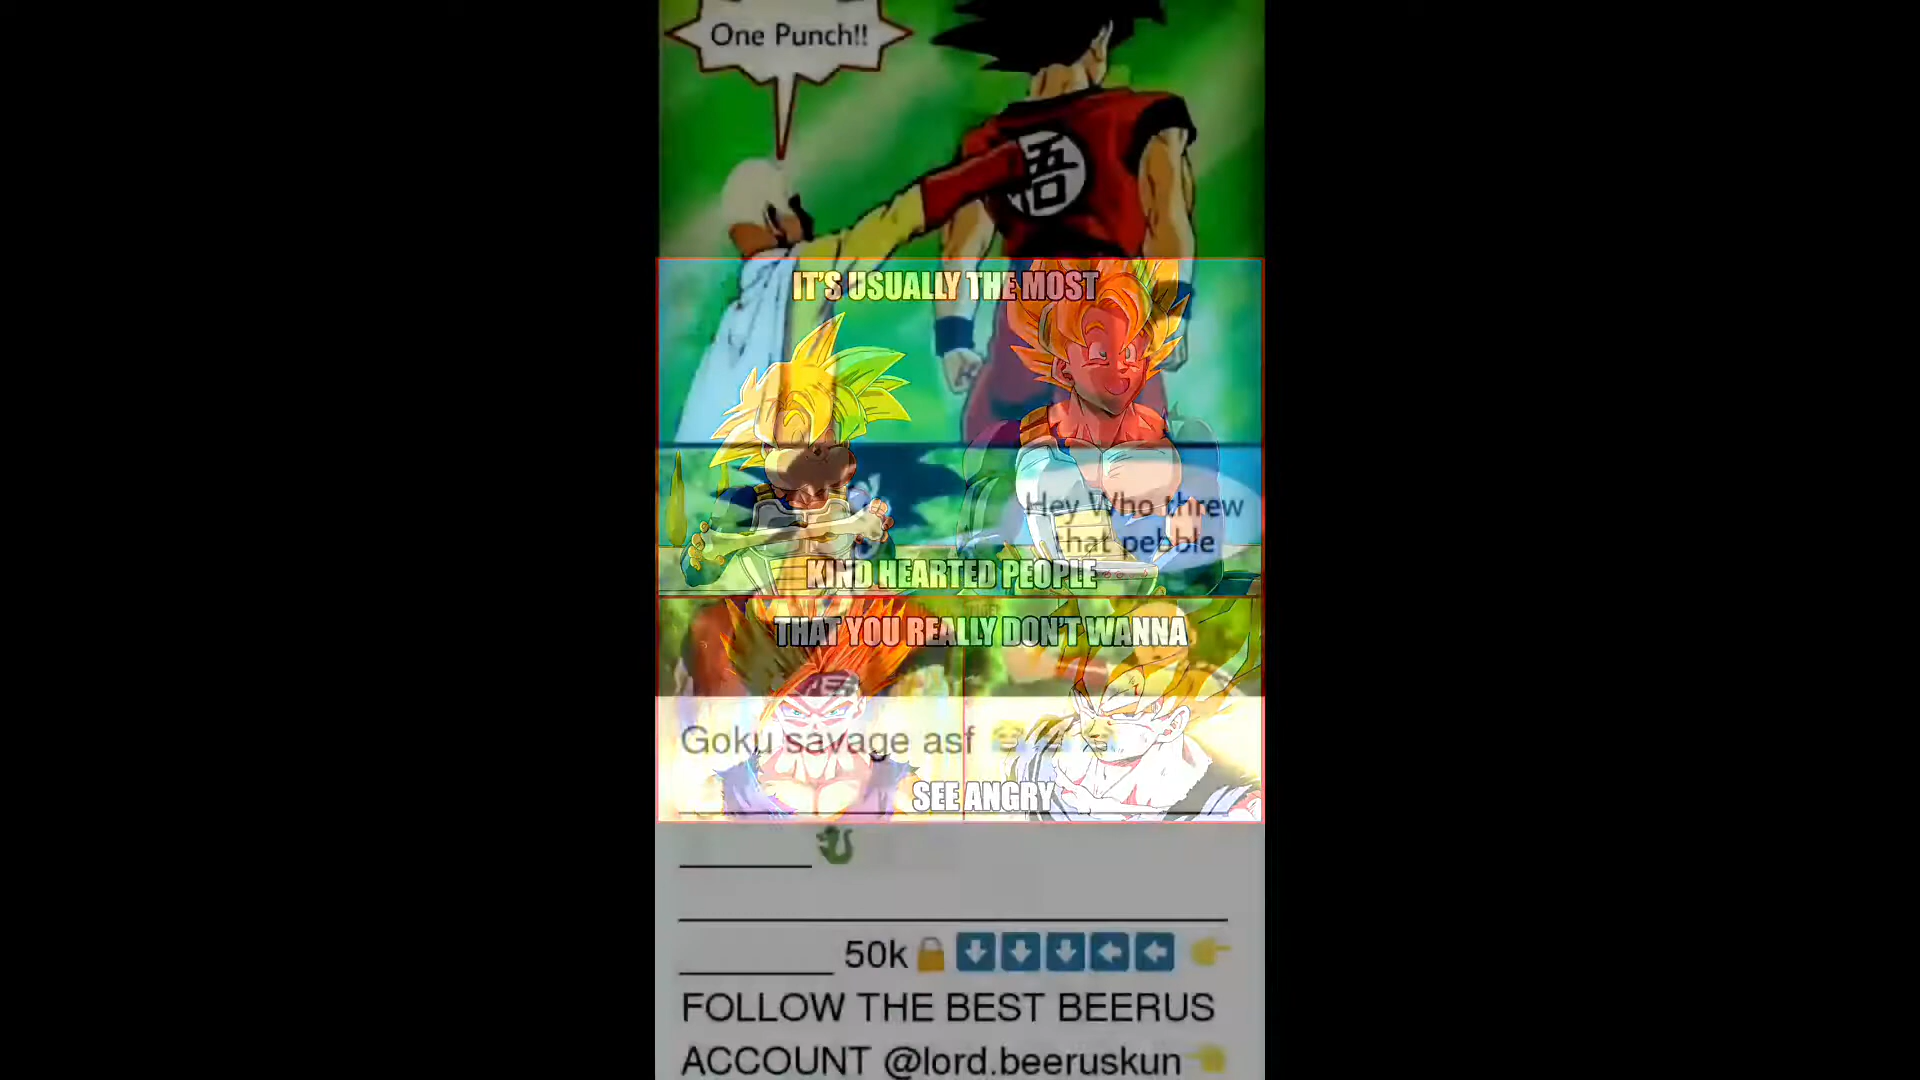 One Punch!!
悟
IT'S USUALLY THE MOST
Hey Who threw
that pebble
KIND HEARTED PEOPLE
THAT YOU REALLY DON'T WANNA
Goku savage asf
SEE ANGRY
50k
FOLLOW THE BEST BEERUS
ACCOUNT @lord.beeruskun